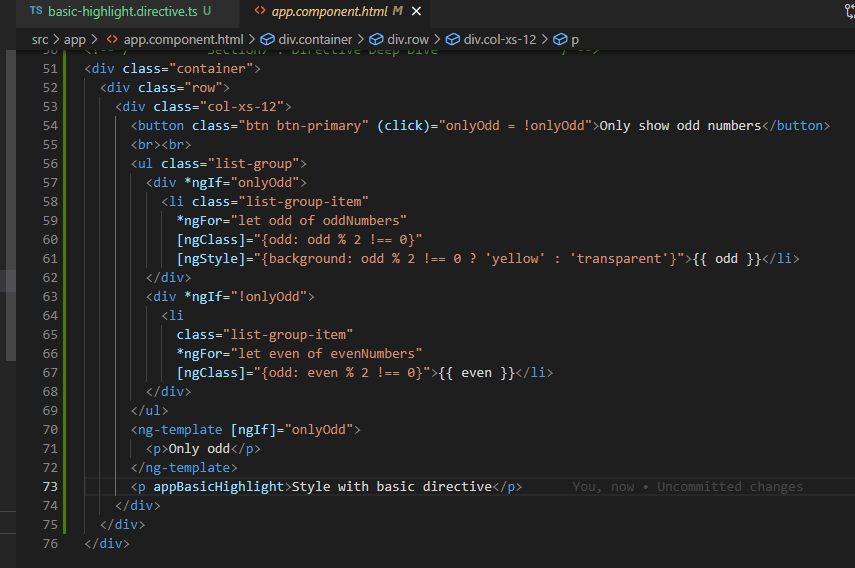 TS basic-highlight.directive.ts U
<> app.component.html M ×
src > app > <> app.component.html > div.container > div.row > div.col-xs-12 > p
51 <div class="container">
52 <div class="row">
53 <div class="col-xs-12">
54 <button class="btn btn-primary" (click)="onlyOdd = !onlyOdd">Only show odd numbers</button>
55 <br><br>
56 <ul class="list-group">
57 <div *ngIf="onlyOdd">
58 <li class="list-group-item"
59 *ngFor="let odd of oddNumbers"
60 [ngClass]="{odd: odd % 2 !== 0}"
61 [ngStyle]="{background: odd % 2 !== 0 ? 'yellow' : 'transparent'}">{{ odd }}</li>
62 </div>
63 <div *ngIf="!onlyOdd">
64 <li
65 class="list-group-item"
66 *ngFor="let even of evenNumbers"
67 [ngClass]="{odd: even % 2 !== 0}">{{ even }}</li>
68 </div>
69 </ul>
70 <ng-template [ngIf]="onlyOdd">
71 <p>Only odd</p>
72 </ng-template>
73 <p appBasicHighlight>Style with basic directive</p> You, now • Uncommitted changes
74 </div>
75 </div>
76 </div>